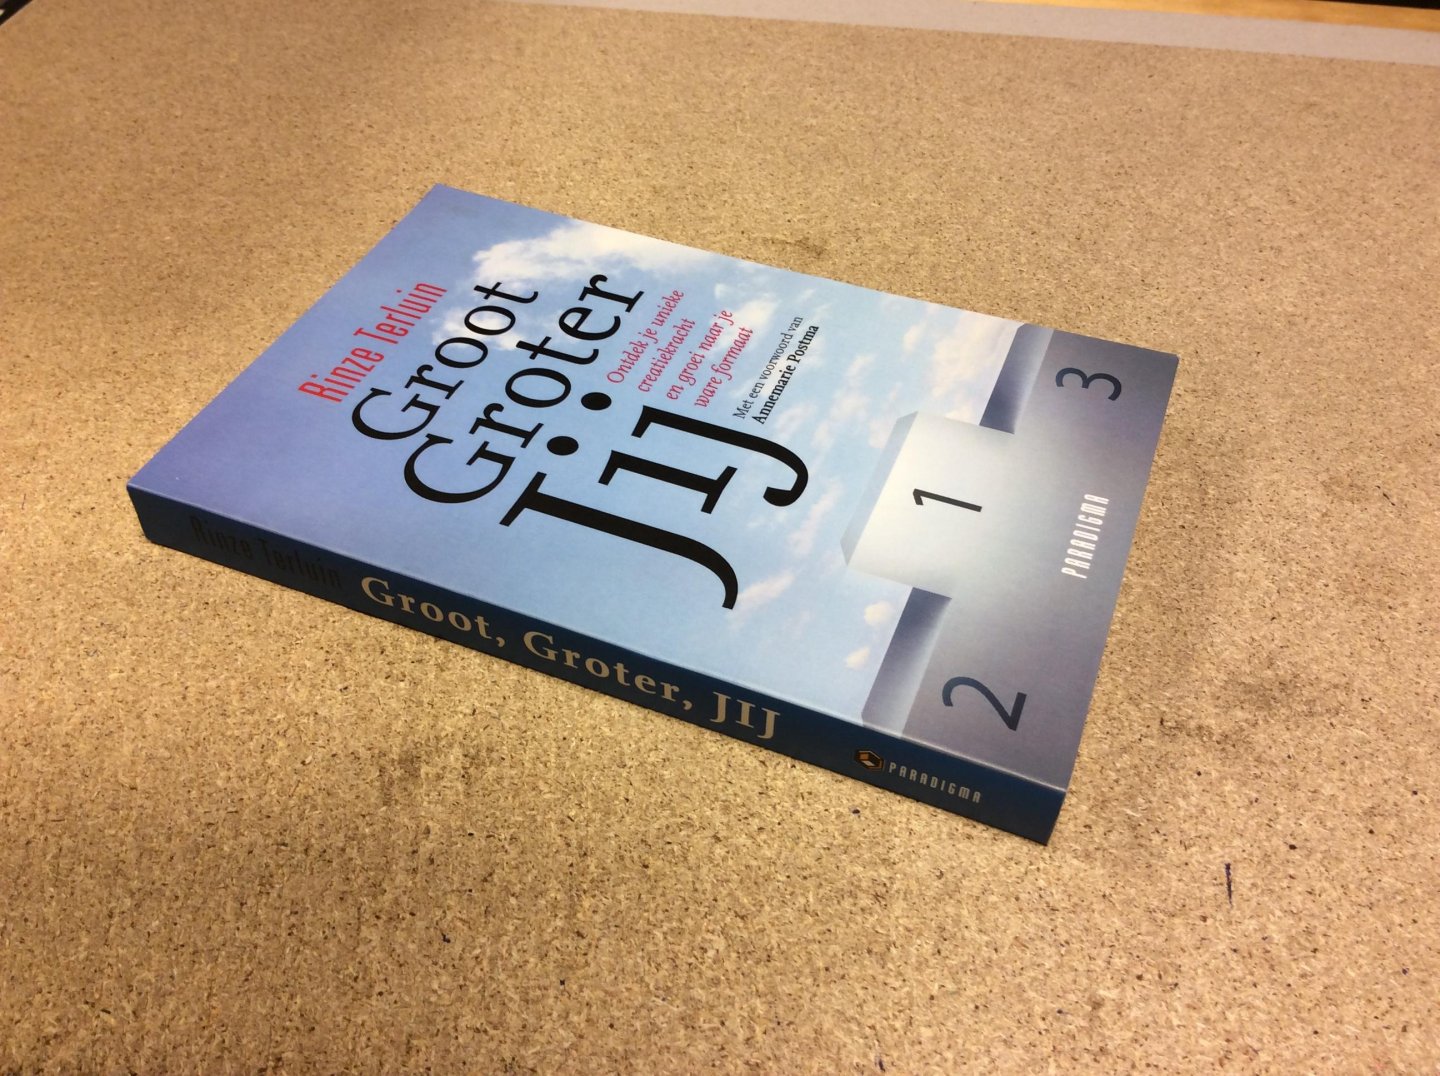 Rinze Terluin
Groot
Groter
JIJ
Ontdek je unieke
creatiekracht
en groei naar je
ware formaat
Met een voorwoord van
Annemarie Postma
2
1
3
PARADIGMA
Rinze Terluin
Groot, Groter, JIJ
PARADIGMA